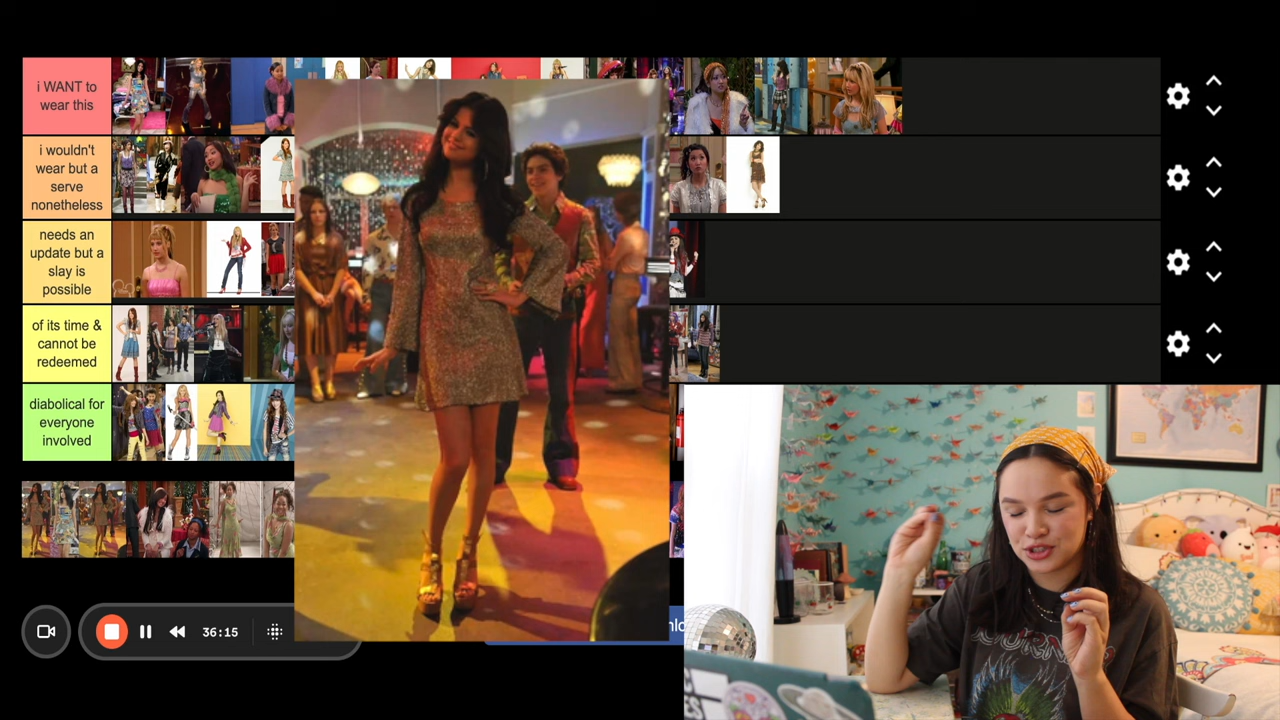 i WANT to
wear this
i wouldn't
wear but a
serve
nonetheless
needs an
update but a
slay is
possible
of its time &
cannot be
redeemed
diabolical for
everyone
involved
36:15